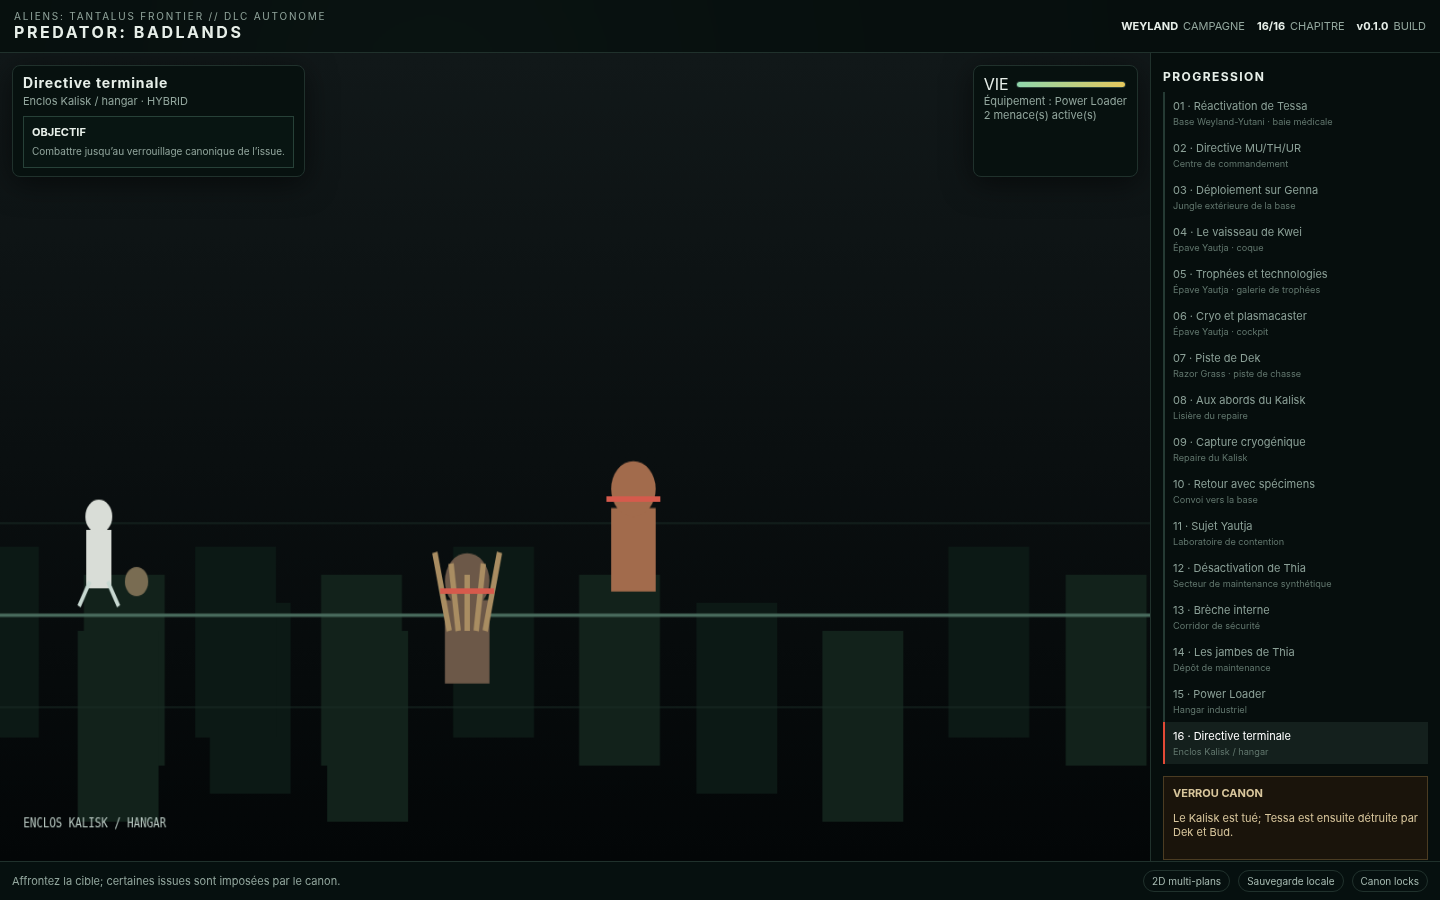 ALIENS: TANTALUS FRONTIER // DLC AUTONOME
PREDATOR: BADLANDS
WEYLAND CAMPAGNE 16/16 CHAPITRE v0.1.0 BUILD
Directive terminale
Enclos Kalisk / hangar · HYBRID
OBJECTIF
Combattre jusqu’au verrouillage canonique de l’issue.
VIE
Équipement : Power Loader
2 menace(s) active(s)
ENCLOS KALISK / HANGAR
PROGRESSION
01 · Réactivation de Tessa
Base Weyland-Yutani · baie médicale
02 · Directive MU/TH/UR
Centre de commandement
03 · Déploiement sur Genna
Jungle extérieure de la base
04 · Le vaisseau de Kwei
Épave Yautja · coque
05 · Trophées et technologies
Épave Yautja · galerie de trophées
06 · Cryo et plasmacaster
Épave Yautja · cockpit
07 · Piste de Dek
Razor Grass · piste de chasse
08 · Aux abords du Kalisk
Lisière du repaire
09 · Capture cryogénique
Repaire du Kalisk
10 · Retour avec spécimens
Convoi vers la base
11 · Sujet Yautja
Laboratoire de contention
12 · Désactivation de Thia
Secteur de maintenance synthétique
13 · Brèche interne
Corridor de sécurité
14 · Les jambes de Thia
Dépôt de maintenance
15 · Power Loader
Hangar industriel
16 · Directive terminale
Enclos Kalisk / hangar
VERROU CANON
Le Kalisk est tué; Tessa est ensuite détruite par
Dek et Bud.
Affrontez la cible; certaines issues sont imposées par le canon.
2D multi-plans
Sauvegarde locale
Canon locks